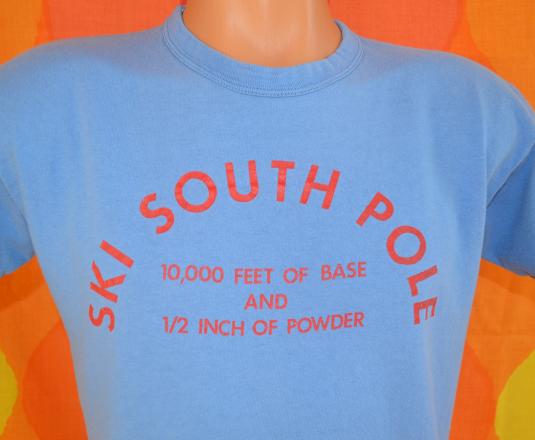 SKI SOUTH POLE
10,000 FEET OF BASE
AND
1/2 INCH OF POWDER